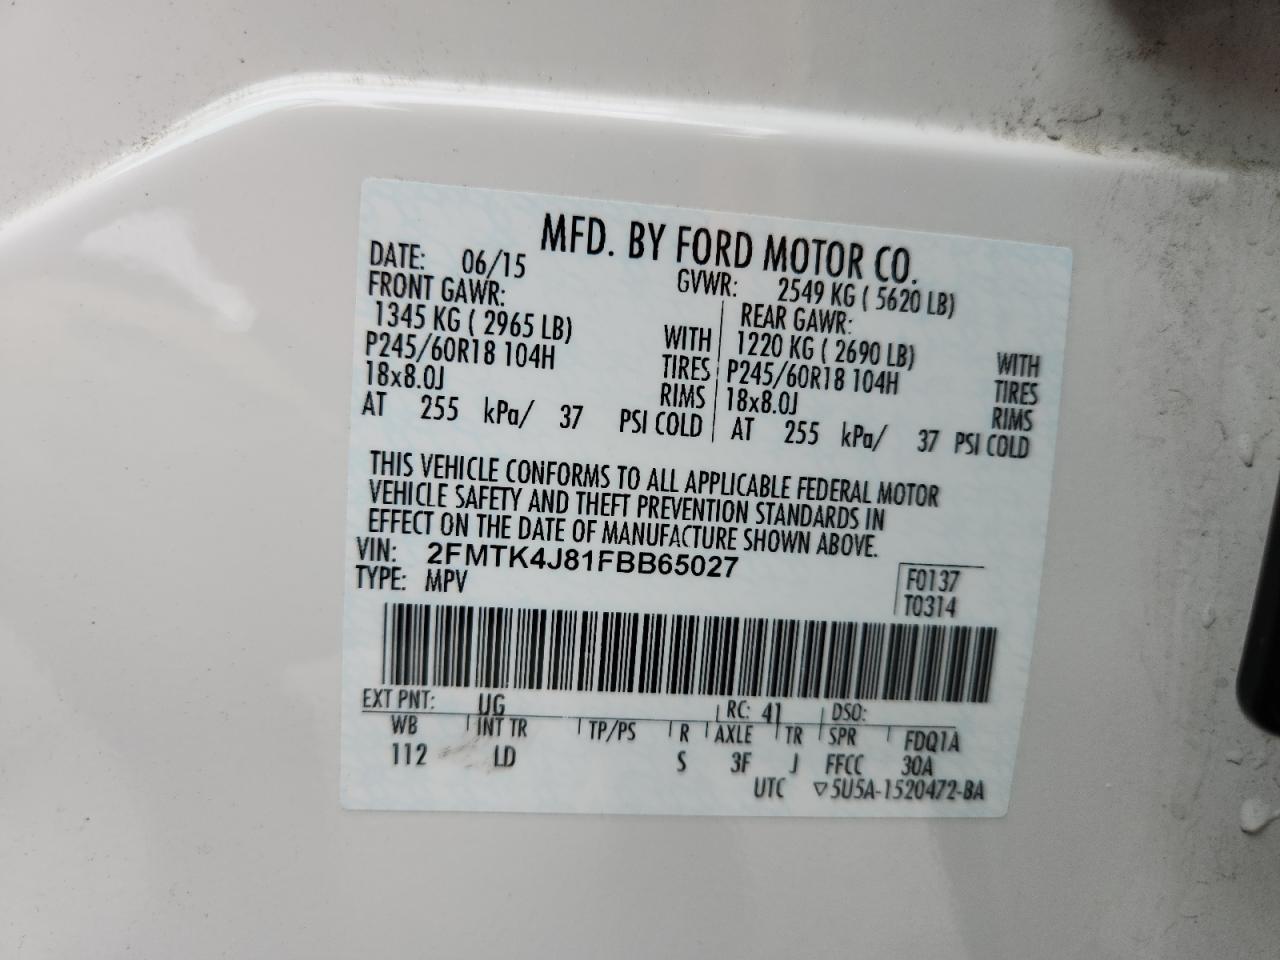 MFD. BY FORD MOTOR CO.
DATE: 06/15 GVWR: 2549 KG ( 5620 LB)
FRONT GAWR: REAR GAWR:
1345 KG ( 2965 LB) WITH 1220 KG ( 2690 LB) WITH
P245/60R18 104H TIRES P245/60R18 104H TIRES
18x8.0J RIMS 18x8.0J RIMS
AT 255 kPa/ 37 PSI COLD AT 255 kPa/ 37 PSI COLD
THIS VEHICLE CONFORMS TO ALL APPLICABLE FEDERAL MOTOR
VEHICLE SAFETY AND THEFT PREVENTION STANDARDS IN
EFFECT ON THE DATE OF MANUFACTURE SHOWN ABOVE.
VIN: 2FMTK4J81FBB65027
TYPE: MPV F0137
T0314
EXT PNT: UG RC: 41 DSO:
WB INT TR TP/PS R AXLE TR SPR FDQ1A
112 LD S 3F J FFCC 30A
UTC ▽5U5A-1520472-BA